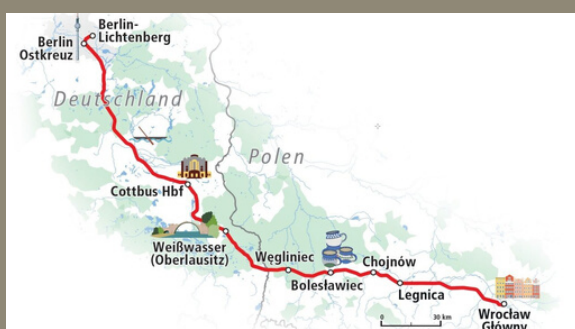 Berlin-
Lichtenberg
Berlin
Ostkreuz
Deutschland
Polen
Cottbus Hbf
Weißwasser
(Oberlausitz)
Węgliniec
Bolesławiec
Chojnów
Legnica
Wrocław
Główny
0 30 km